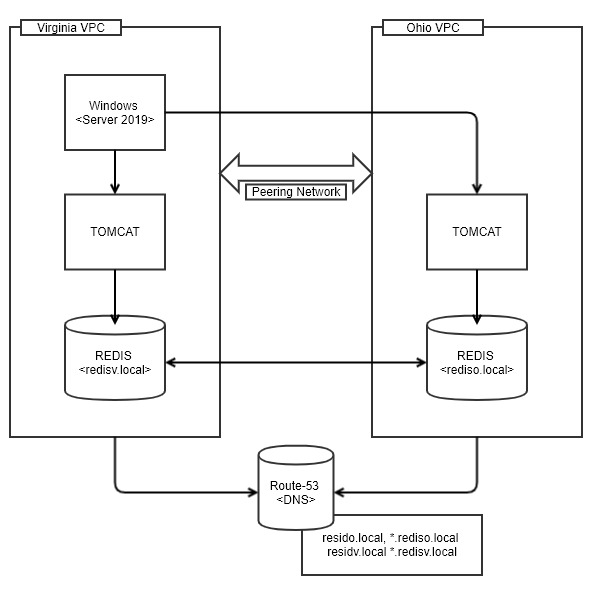 Virginia VPC
Ohio VPC
Windows
<Server 2019>
Peering Network
TOMCAT
TOMCAT
REDIS
<redisv.local>
REDIS
<rediso.local>
Route-53
<DNS>
resido.local, *.rediso.local
residv.local *.redisv.local